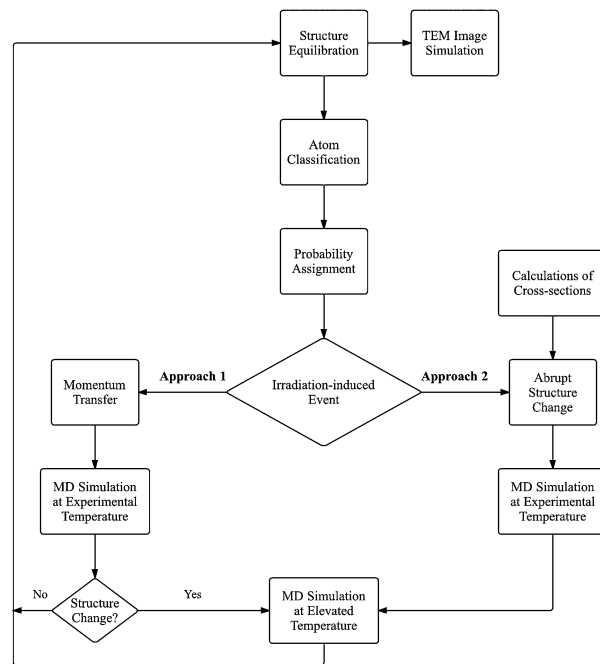 Structure
Equilibration
TEM Image
Simulation
Atom
Classification
Probability
Assignment
Calculations of
Cross-sections
Momentum
Transfer
Approach 1
Irradiation-induced
Event
Approach 2
Abrupt
Structure
Change
MD Simulation
at Experimental
Temperature
MD Simulation
at Experimental
Temperature
No
Structure
Change?
Yes
MD Simulation
at Elevated
Temperature